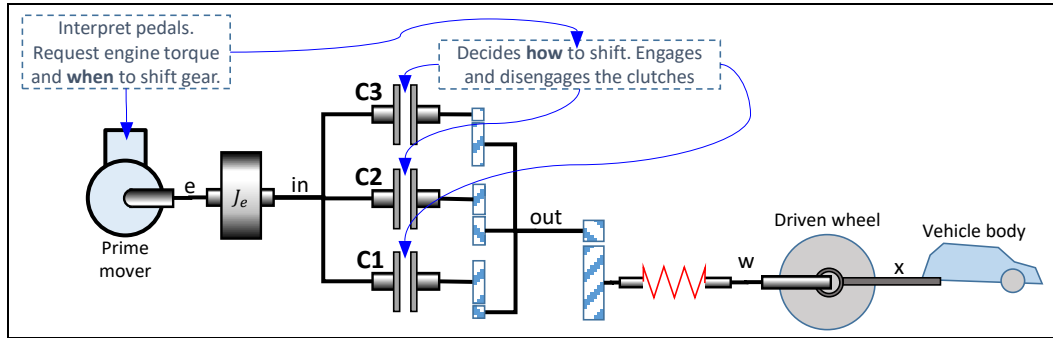 Interpret pedals.
Request engine torque
and when to shift gear.
Decides how to shift. Engages
and disengages the clutches
C3
C2
C1
e
J_e
in
out
Prime
mover
Driven wheel
Vehicle body
w
x